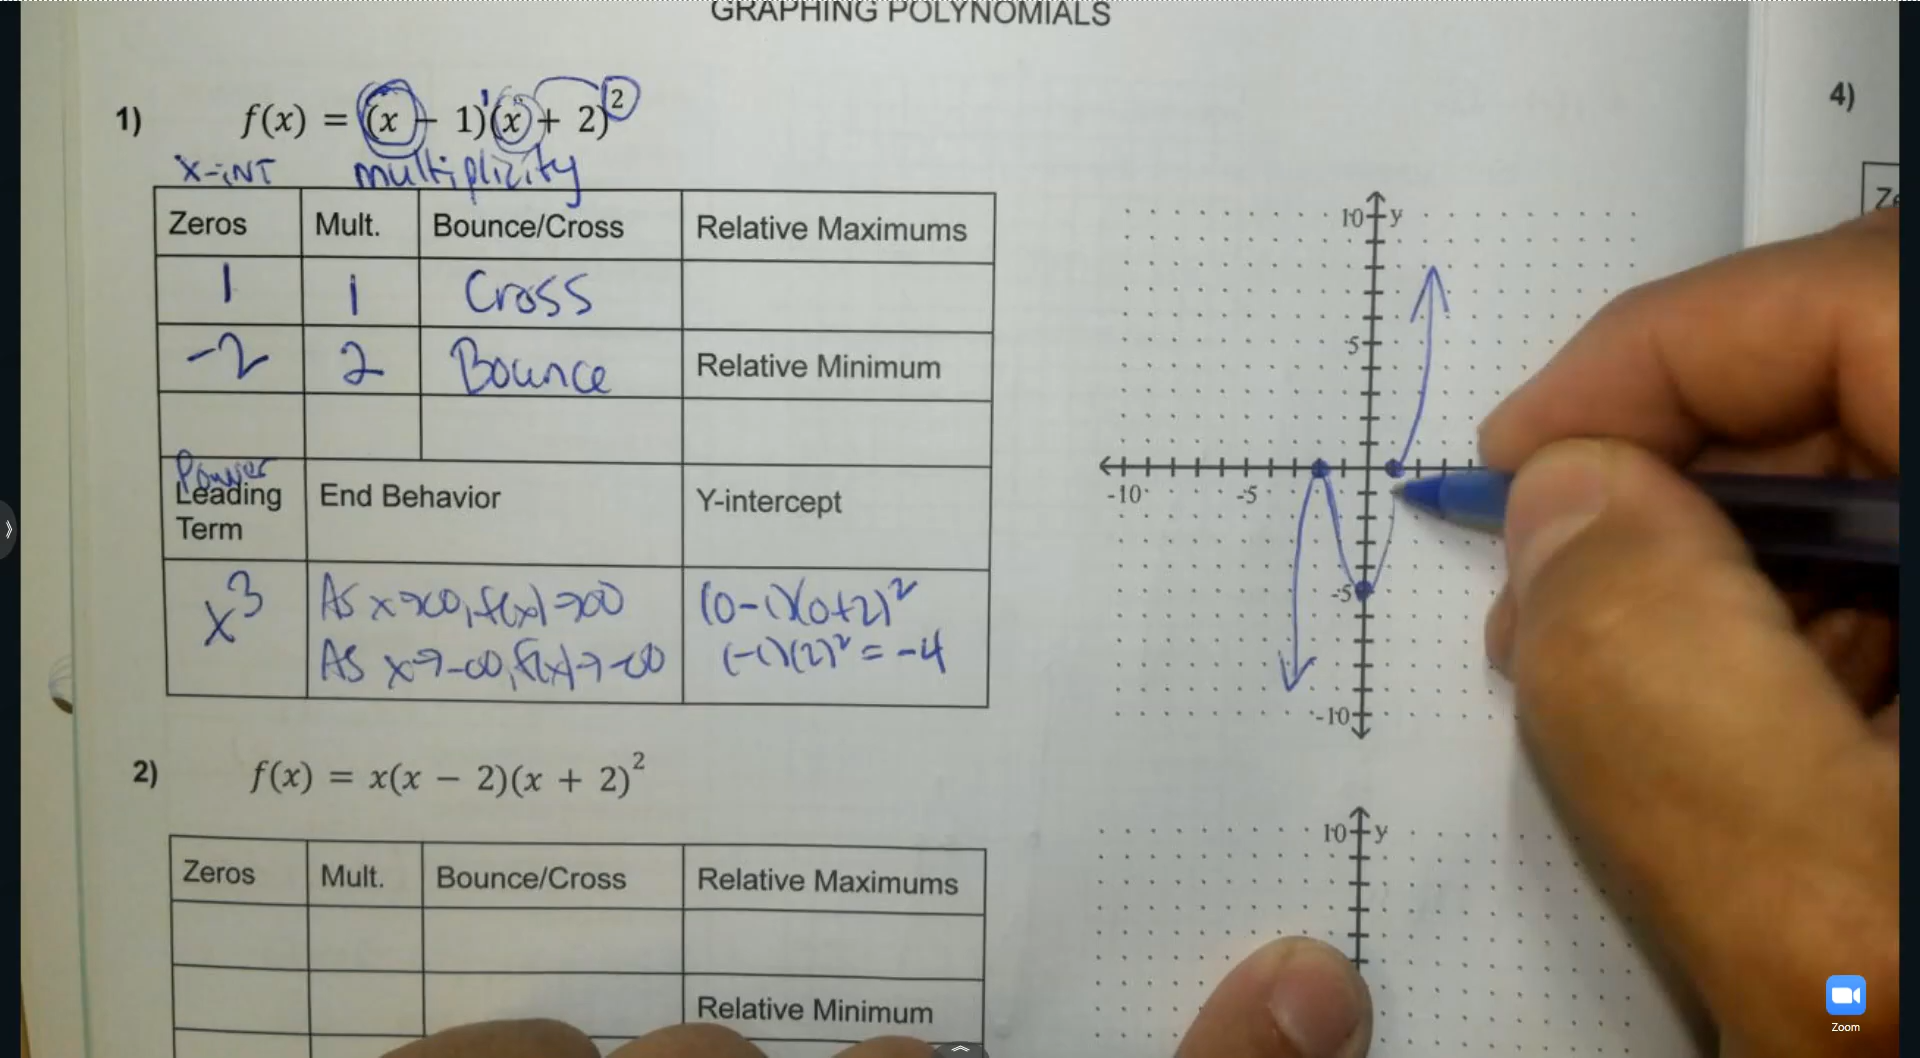 GRAPHING POLYNOMIALS
1) f(x) = (x - 1)¹(x + 2)²
4)
x-iNT multiplicity
Zeros Mult. Bounce/Cross Relative Maximums
Ze
1 1 Cross
-2 2 Bounce Relative Minimum
Power
Leading Term End Behavior Y-intercept
x³ As x→∞, f(x)→∞ (0-1)(0+2)²
As x→-∞, f(x)→-∞ (-1)(2)² = -4
10 y
5
-10 -5
-5
-10
2) f(x) = x(x - 2)(x + 2)²
Zeros Mult. Bounce/Cross Relative Maximums
Relative Minimum
10 y
Zoom